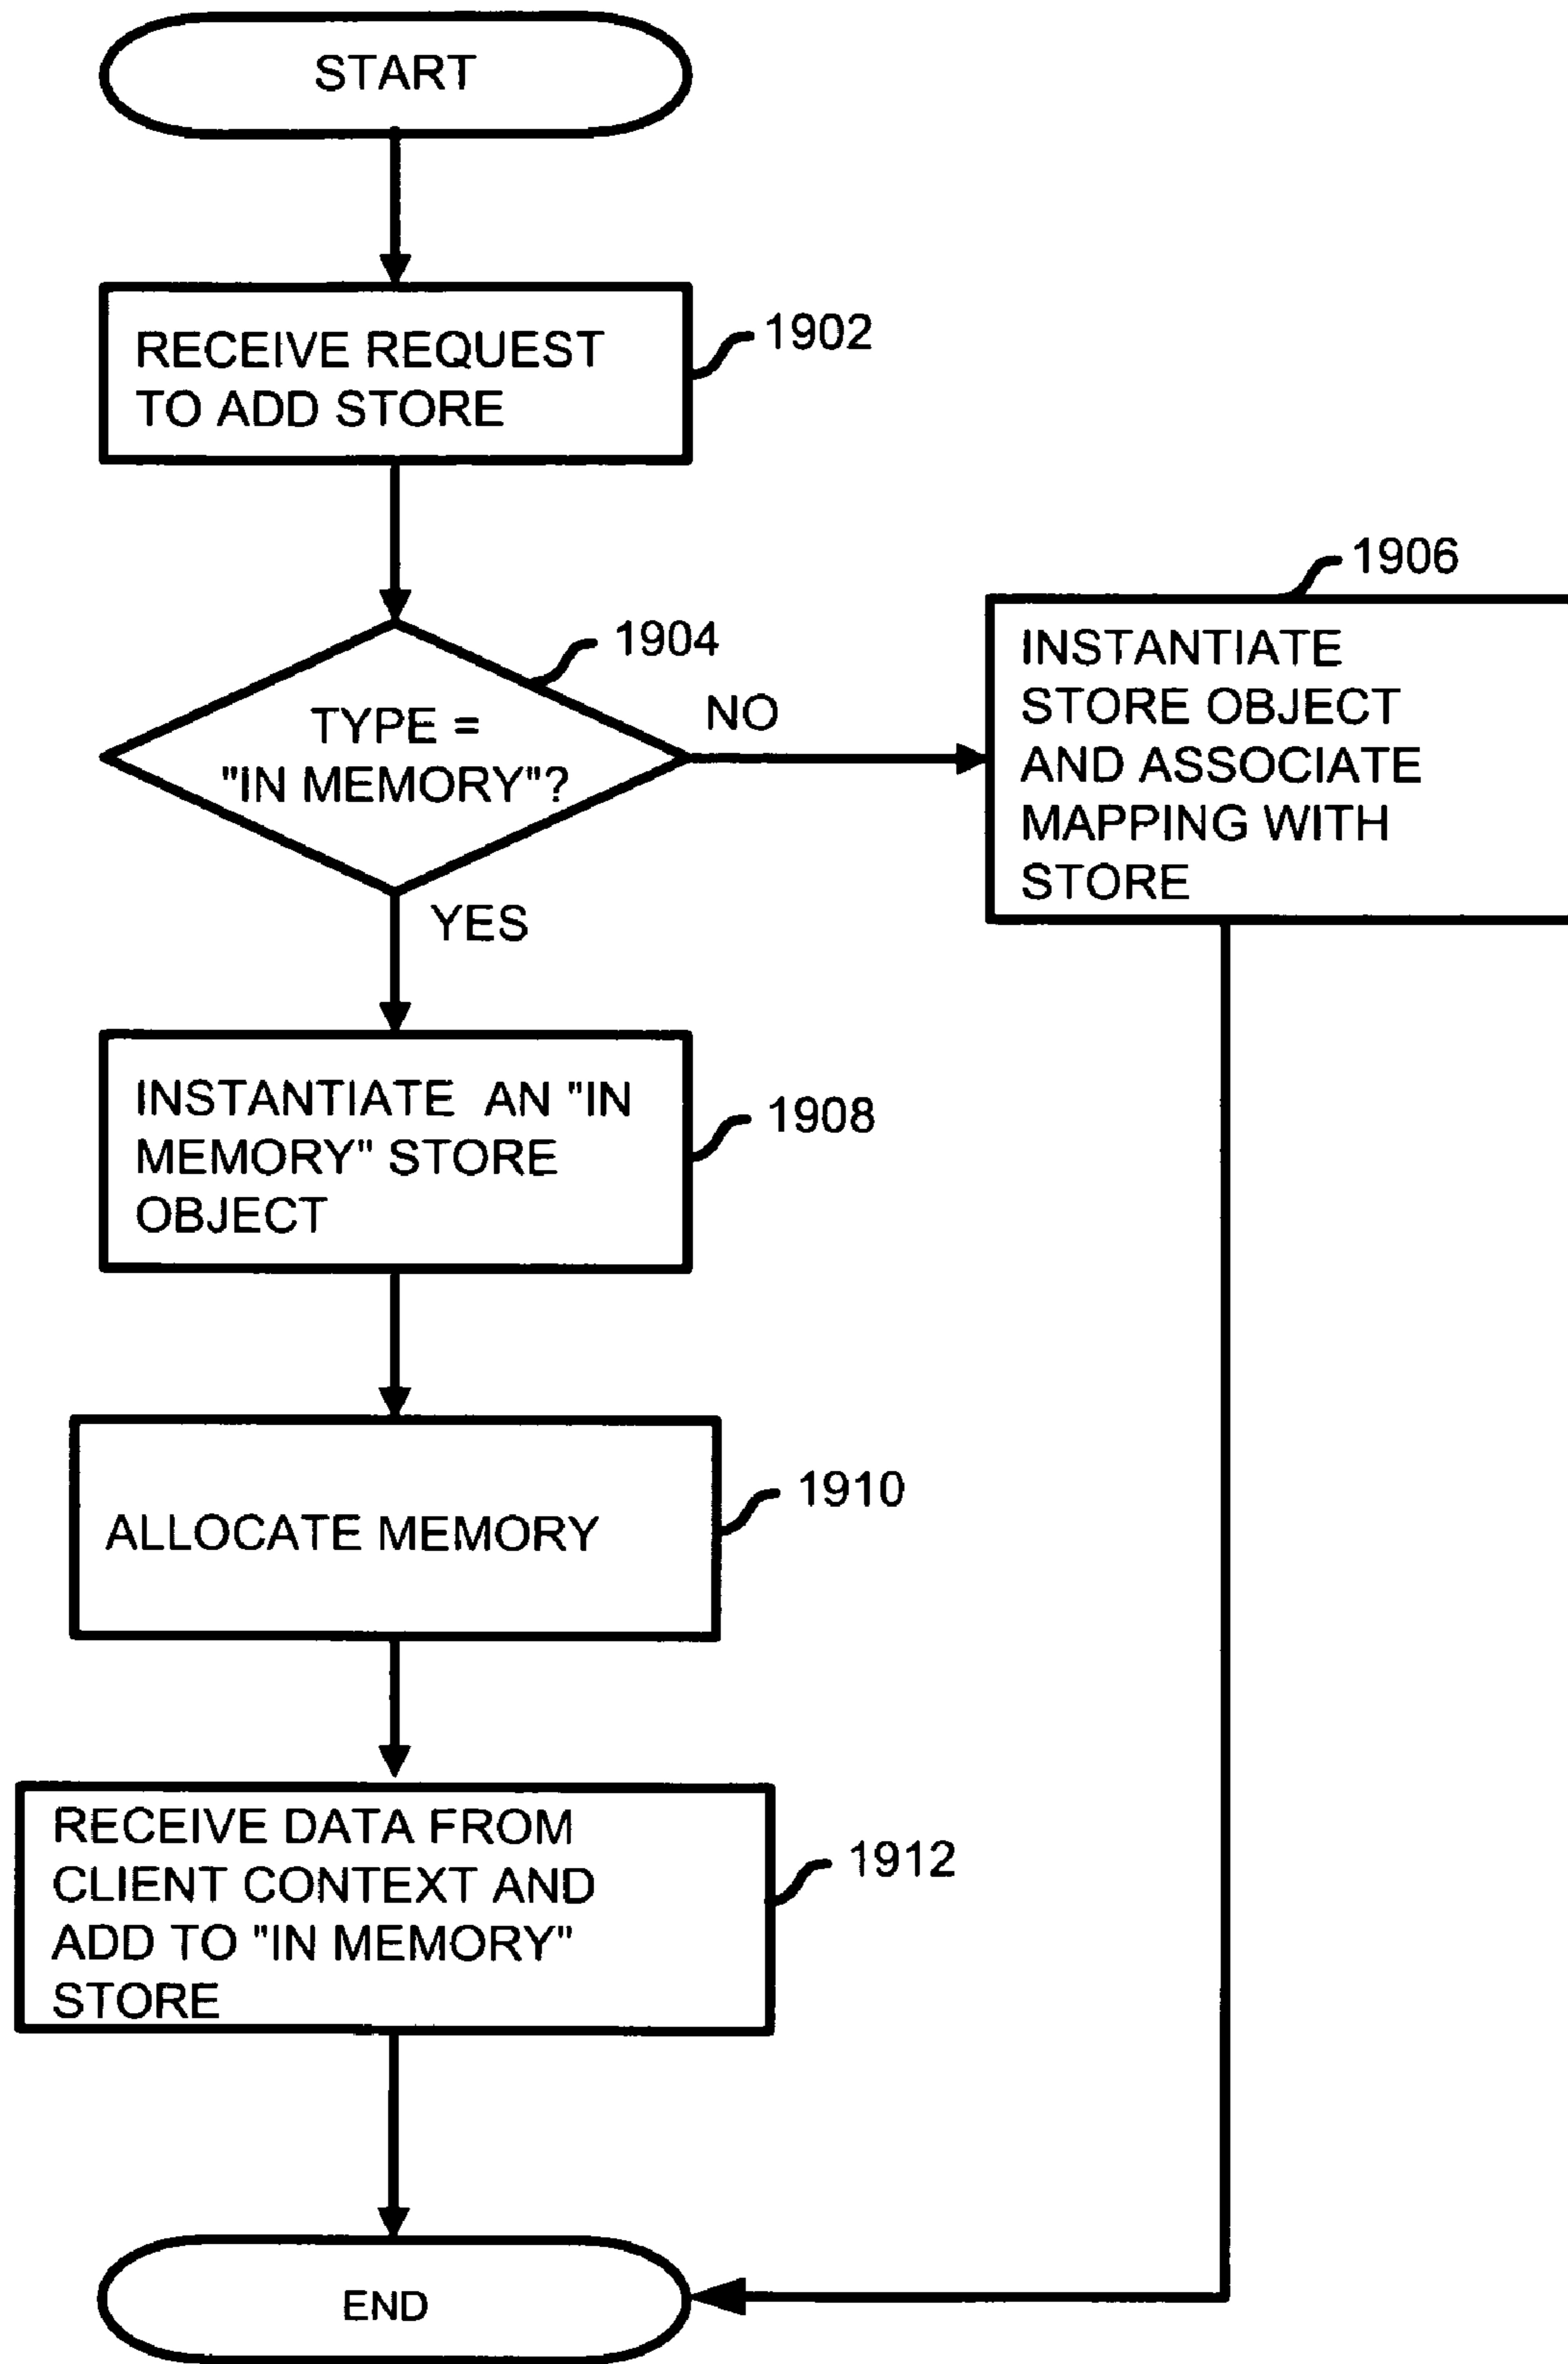 START
RECEIVE REQUEST
TO ADD STORE
1902
1904
TYPE =
"IN MEMORY"?
NO
YES
1906
INSTANTIATE
STORE OBJECT
AND ASSOCIATE
MAPPING WITH
STORE
INSTANTIATE AN "IN
MEMORY" STORE
OBJECT
1908
ALLOCATE MEMORY
1910
RECEIVE DATA FROM
CLIENT CONTEXT AND
ADD TO "IN MEMORY"
STORE
1912
END